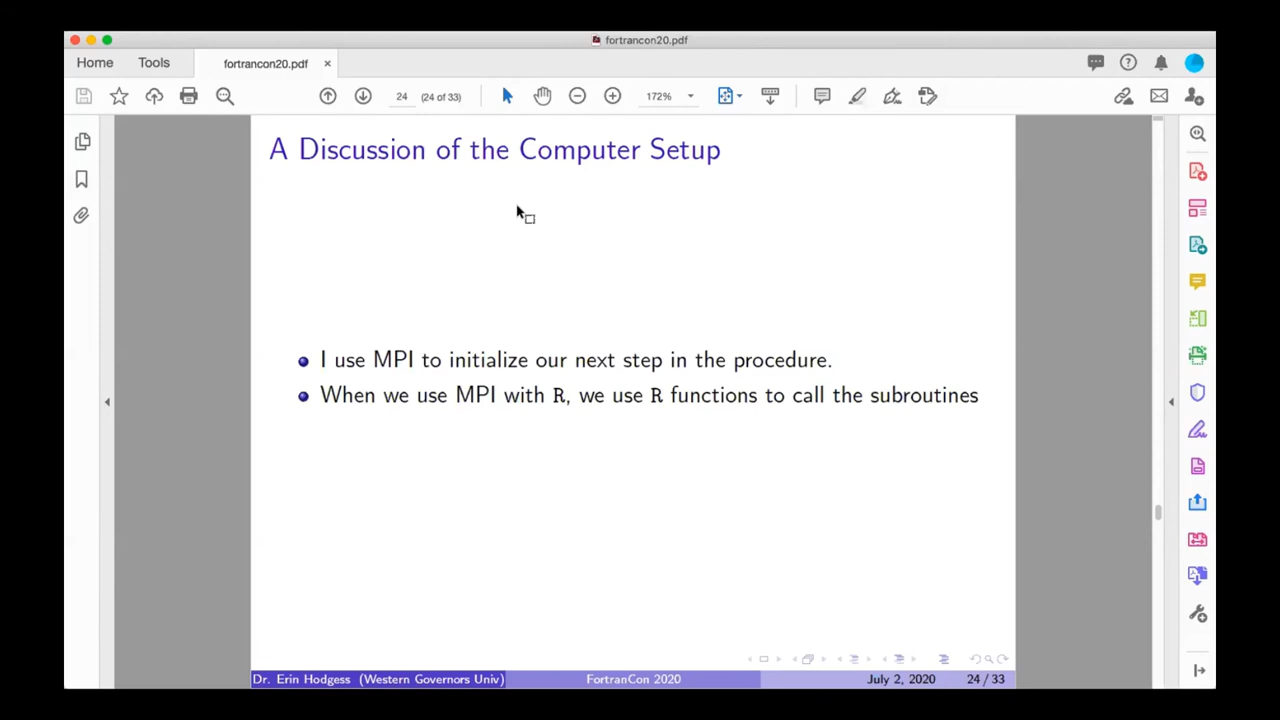 fortrancon20.pdf
Home
Tools
fortrancon20.pdf
24
(24 of 33)
172%
A Discussion of the Computer Setup
I use MPI to initialize our next step in the procedure.
When we use MPI with R, we use R functions to call the subroutines
Dr. Erin Hodgess (Western Governors Univ)
FortranCon 2020
July 2, 2020
24 / 33